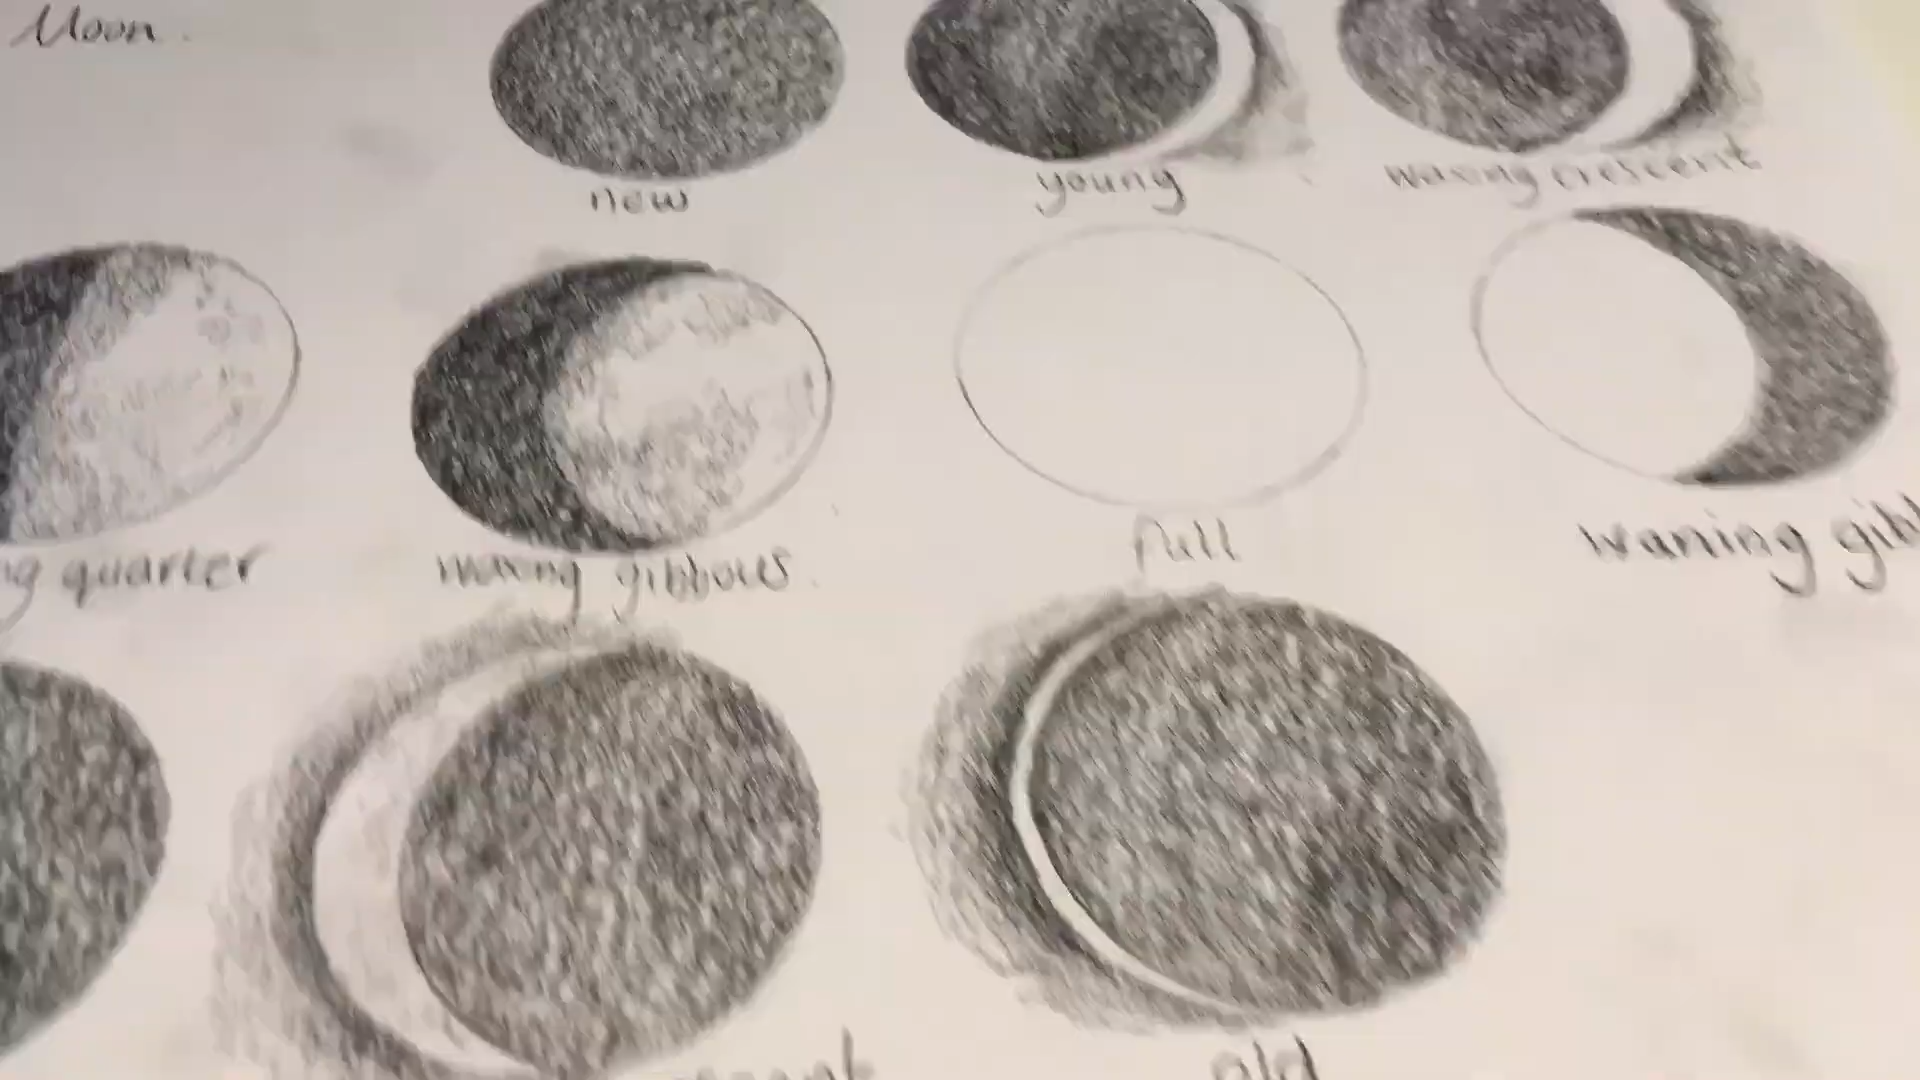 Moon.
new
young
waxing crescent
quarter
waxing gibbous.
full
waning
old